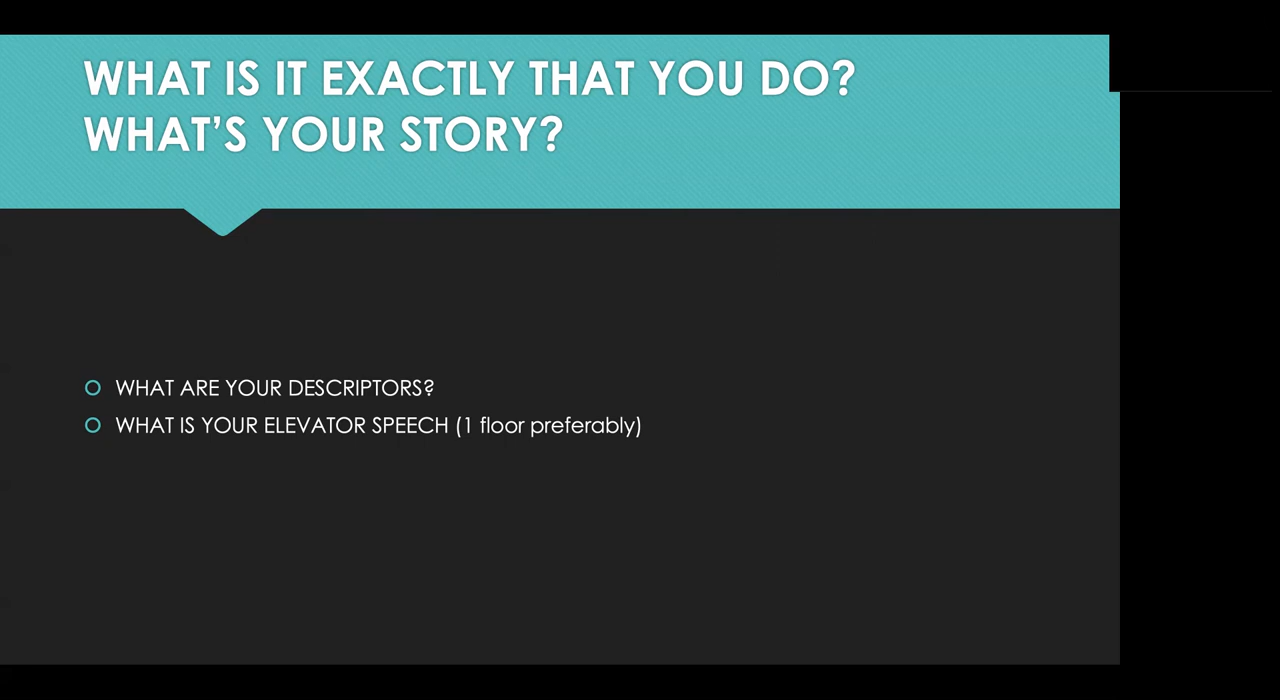 WHAT IS IT EXACTLY THAT YOU DO?
WHAT’S YOUR STORY?
WHAT ARE YOUR DESCRIPTORS?
WHAT IS YOUR ELEVATOR SPEECH (1 floor preferably)